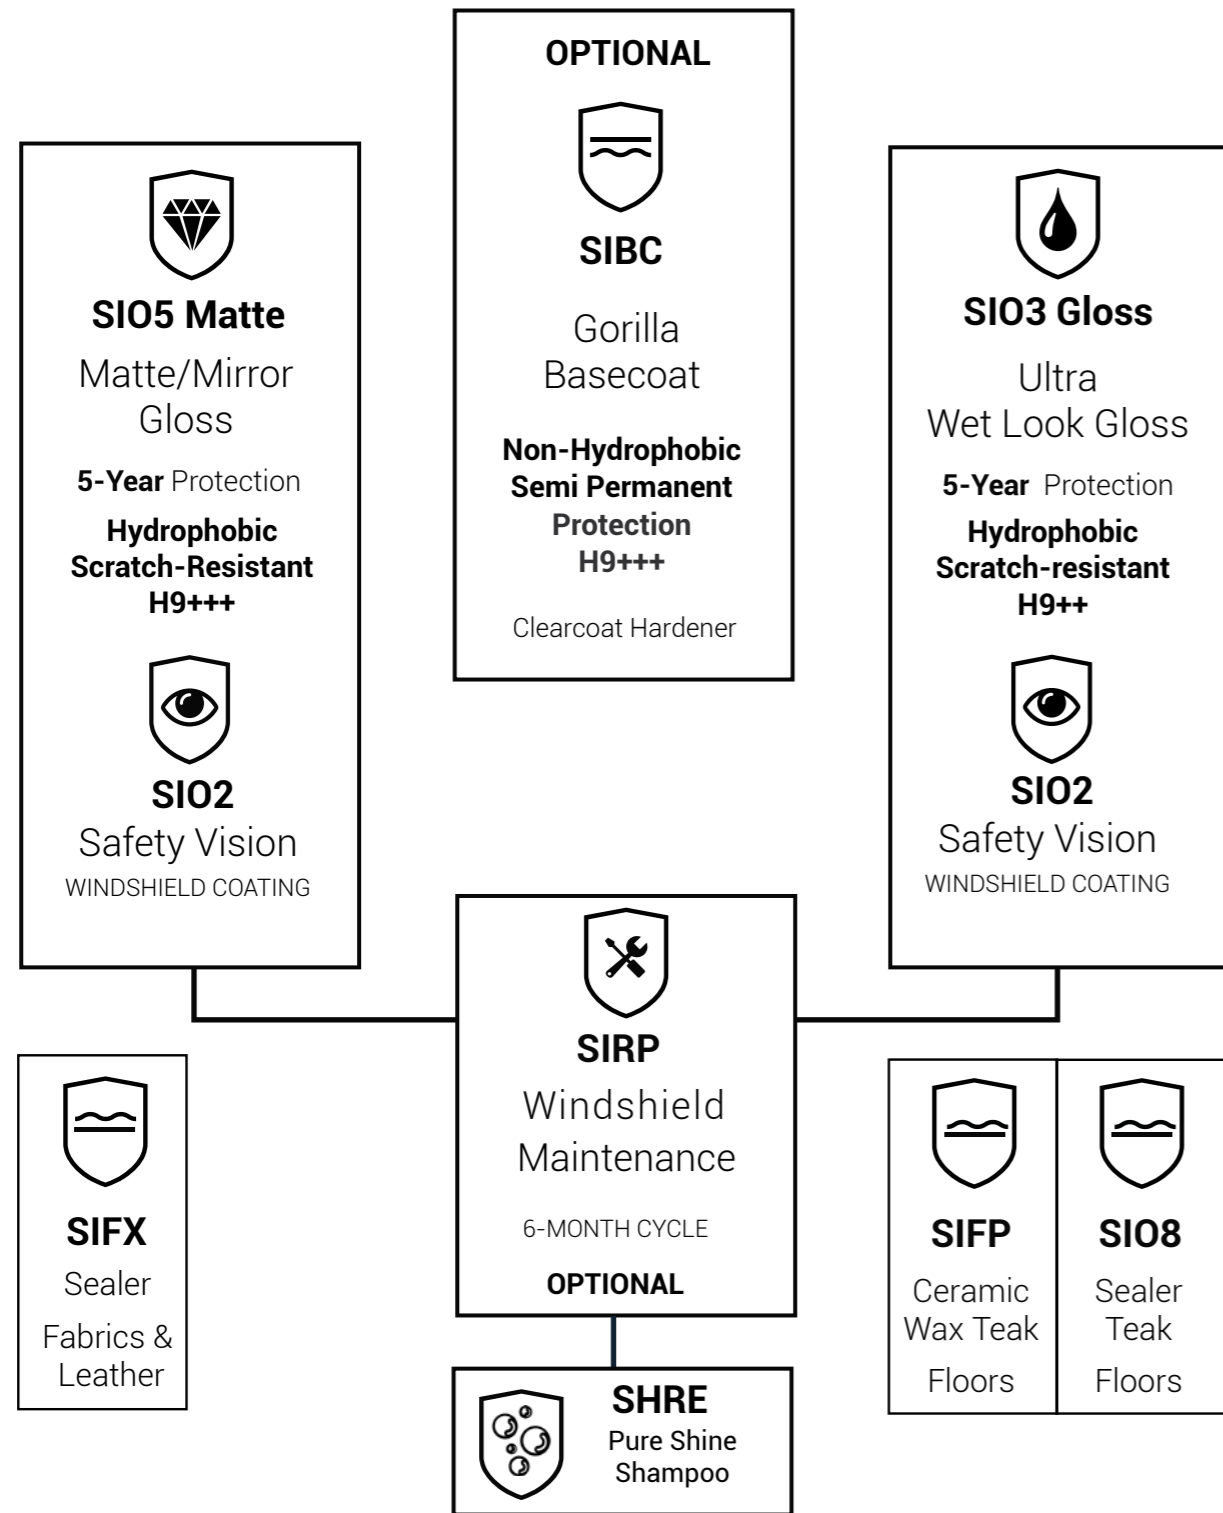 OPTIONAL
SIBC
Gorilla
Basecoat
Non-Hydrophobic
Semi Permanent
Protection
H9+++
Clearcoat Hardener
SIO5 Matte
Matte/Mirror
Gloss
5-Year Protection
Hydrophobic
Scratch-Resistant
H9+++
SIO2
Safety Vision
WINDSHIELD COATING
SIO3 Gloss
Ultra
Wet Look Gloss
5-Year Protection
Hydrophobic
Scratch-resistant
H9++
SIO2
Safety Vision
WINDSHIELD COATING
SIRP
Windshield
Maintenance
6-MONTH CYCLE
OPTIONAL
SIFX
Sealer
Fabrics &
Leather
SIFP
Ceramic
Wax Teak
Floors
SIO8
Sealer
Teak
Floors
SHRE
Pure Shine
Shampoo